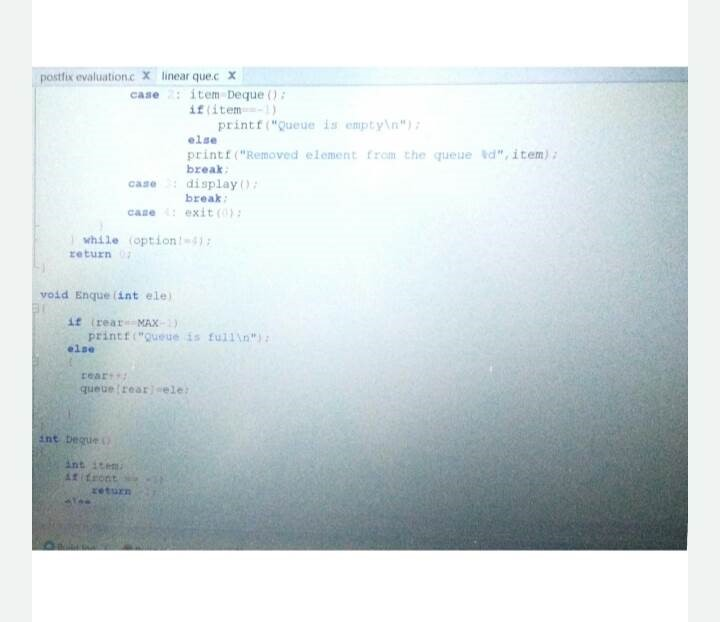 postfix evaluation.c X linear que.c X
case 2: item=Deque();
if(item==-1)
printf("Queue is empty\n");
else
printf("Removed element from the queue %d",item);
break;
case 3: display();
break;
case 4: exit(0);
}
} while (option!=4);
return 0;
}
void Enque(int ele)
{
if (rear==MAX-1)
printf("Queue is full\n");
else
{
rear++;
queue[rear]=ele;
}
}
int Deque()
{
int item;
if(front == -1)
return -1;
else